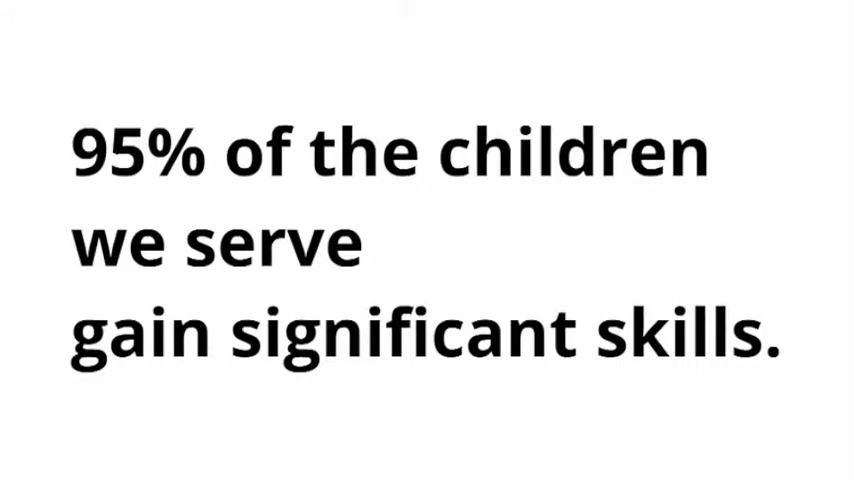 95% of the children
we serve
gain significant skills.